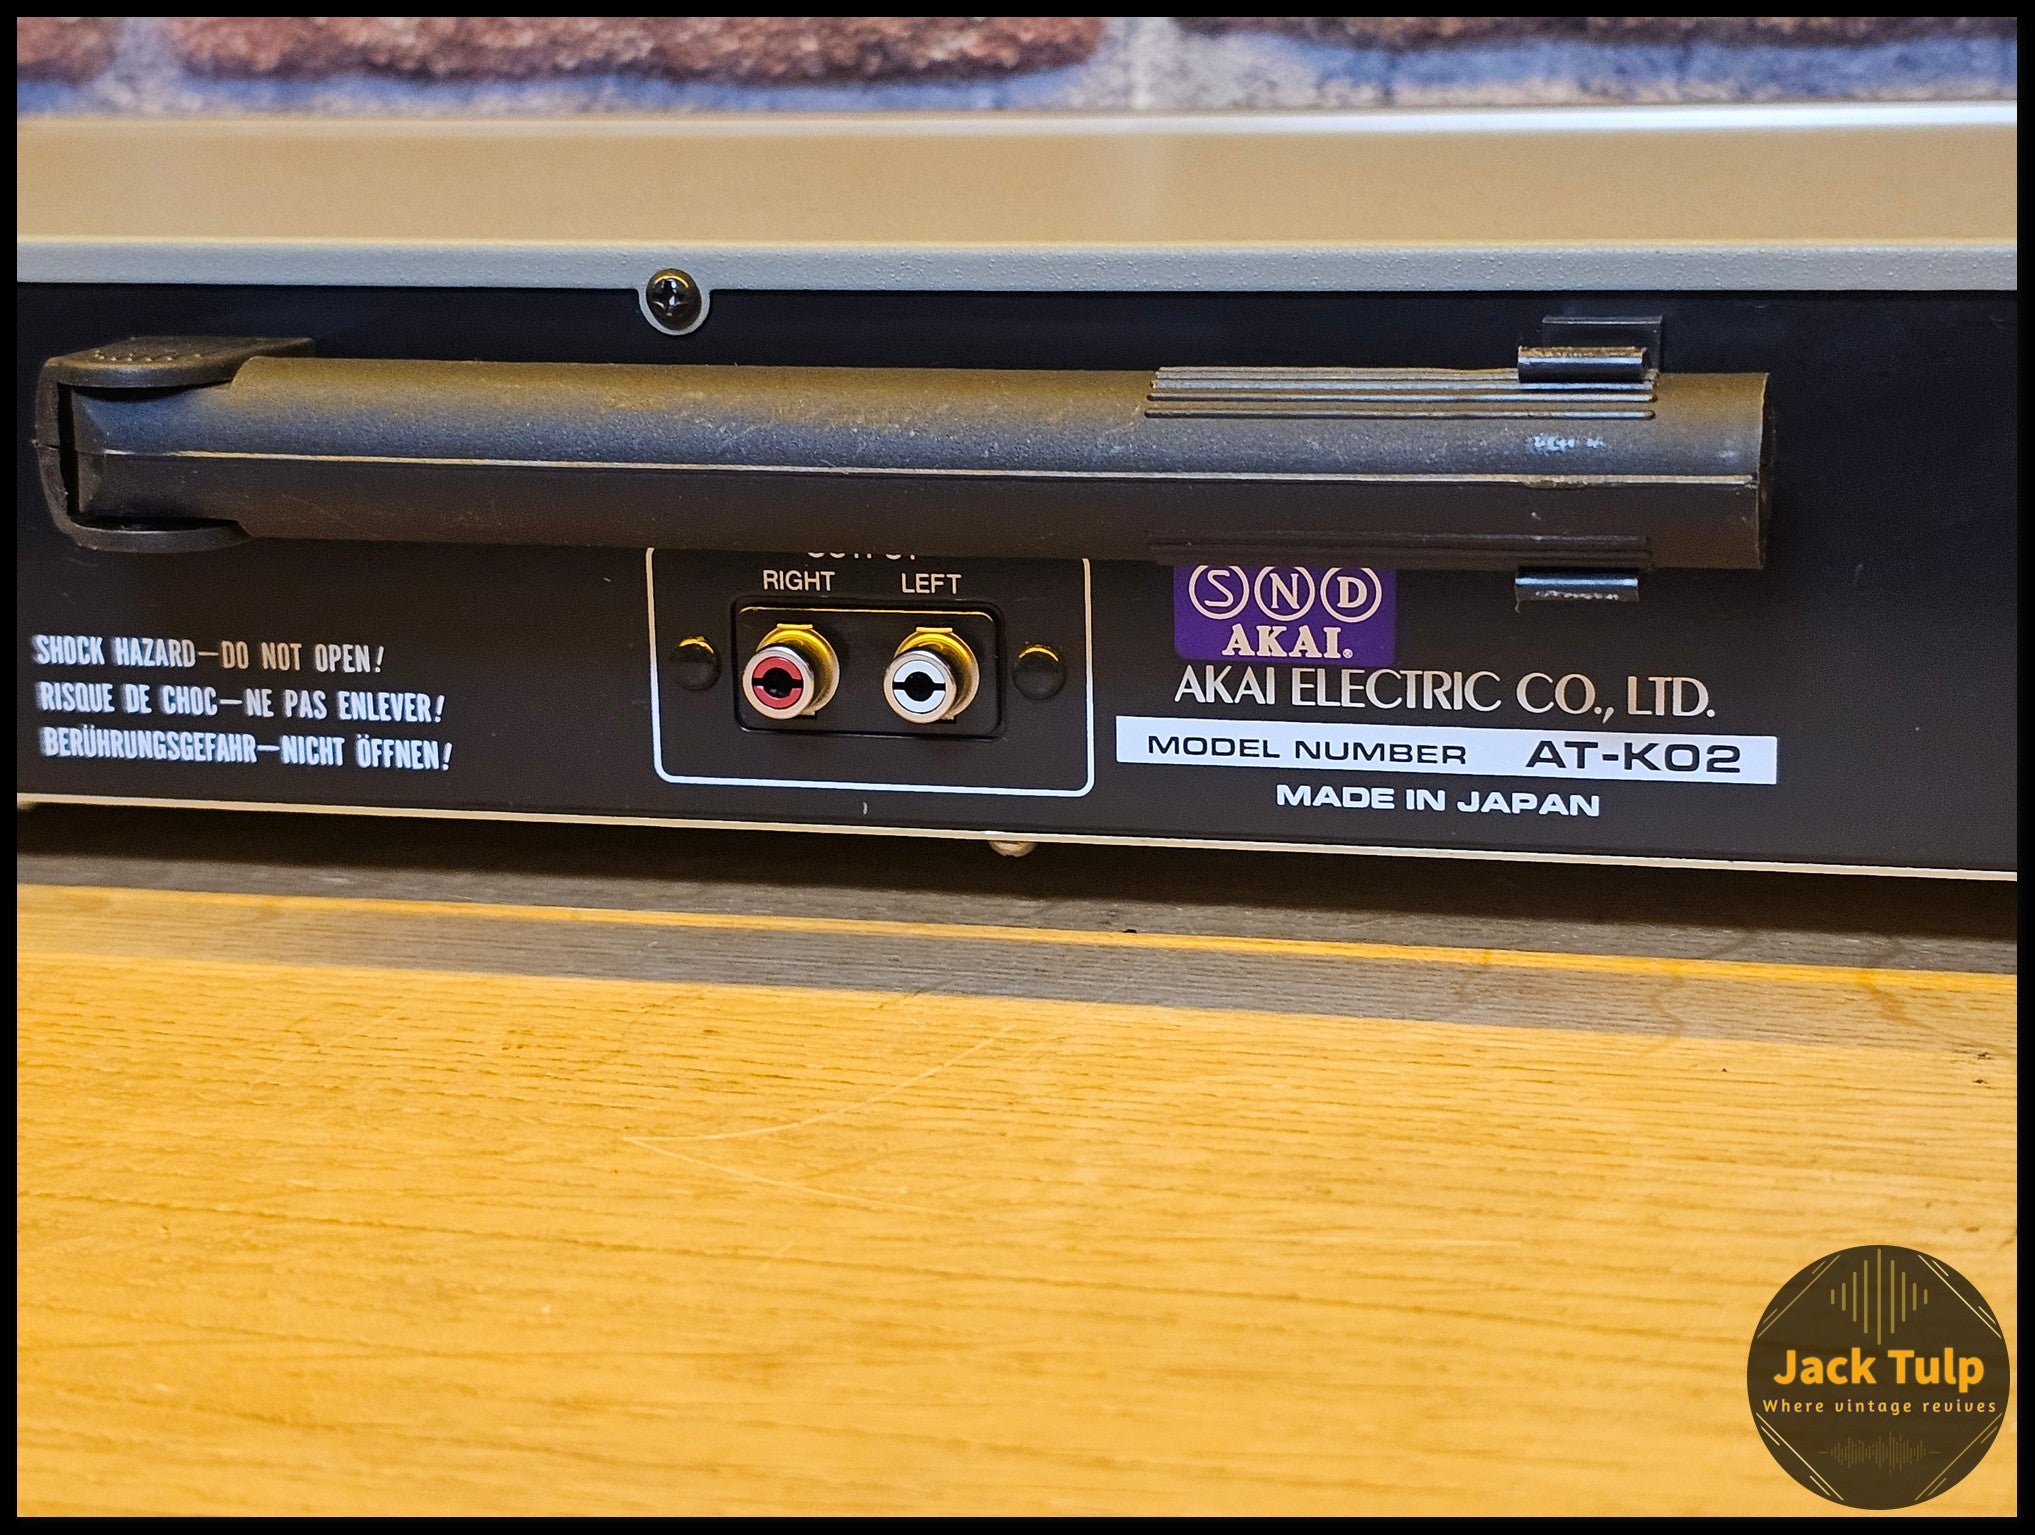 OUTPUT
RIGHT LEFT
SHOCK HAZARD—DO NOT OPEN!
RISQUE DE CHOC—NE PAS ENLEVER!
BERÜHRUNGSGEFAHR—NICHT ÖFFNEN!
SND
AKAI®
AKAI ELECTRIC CO., LTD.
MODEL NUMBER AT-K02
MADE IN JAPAN
Jack Tulp
Where vintage revives